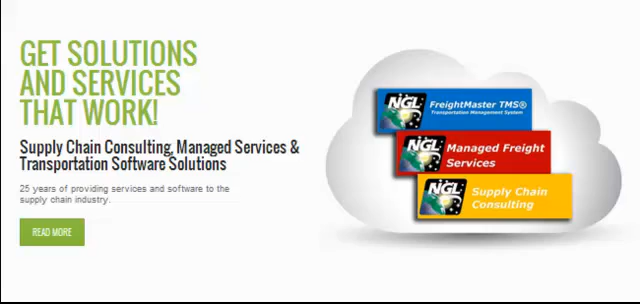 GET SOLUTIONS
AND SERVICES
THAT WORK!
Supply Chain Consulting, Managed Services &
Transportation Software Solutions
25 years of providing services and software to the
supply chain industry.
READ MORE
NGL
FreightMaster TMS®
Transportation Management System
NGL
Managed Freight
Services
NGL
Supply Chain
Consulting